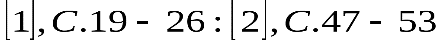 [1], C.19 - 26 : [2], C.47 - 53